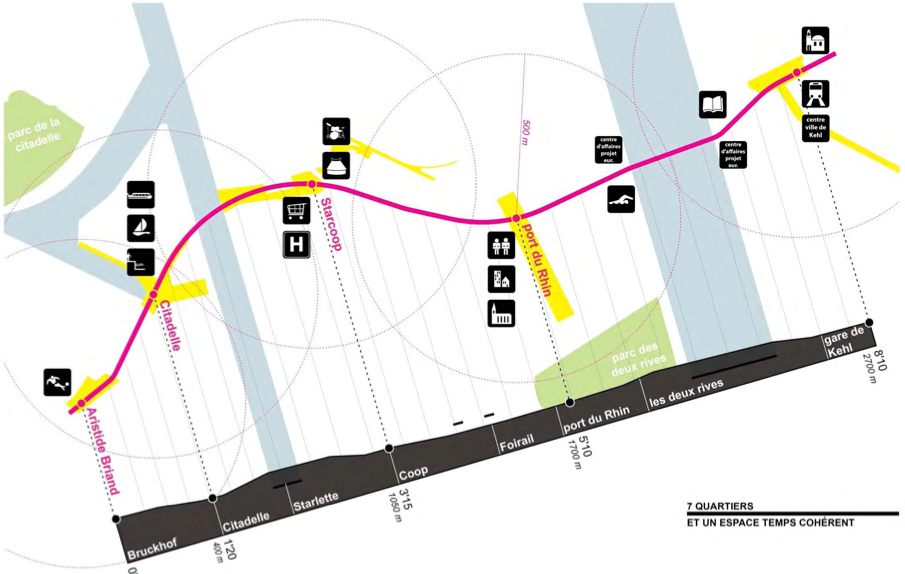 parc de la
citadelle
500 m
centre
d'affaires
projet
eur.
centre
d'affaires
projet
eur.
centre
ville de
Kehl
H
Starcoop
port du Rhin
Citadelle
Aristide Briand
parc des
deux rives
gare de
Kehl
les deux rives
port du Rhin
Foirail
Coop
Starlette
Citadelle
Bruckhof
8'10
2700 m
5'10
1700 m
3'15
1050 m
1'20
400 m
0'
7 QUARTIERS
ET UN ESPACE TEMPS COHÉRENT